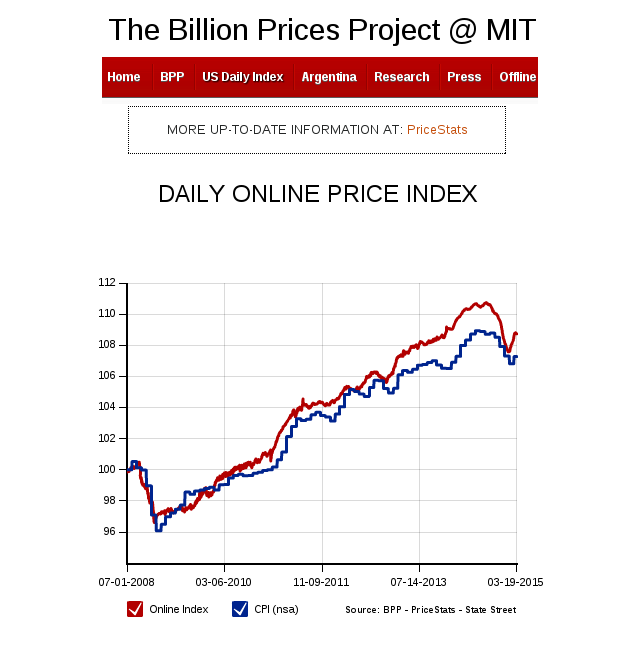 The Billion Prices Project @ MIT
Home BPP US Daily Index Argentina Research Press Offline
MORE UP-TO-DATE INFORMATION AT: PriceStats
DAILY ONLINE PRICE INDEX
112
110
108
106
104
102
100
98
96
07-01-2008 03-06-2010 11-09-2011 07-14-2013 03-19-2015
Online Index CPI (nsa) Source: BPP - PriceStats - State Street